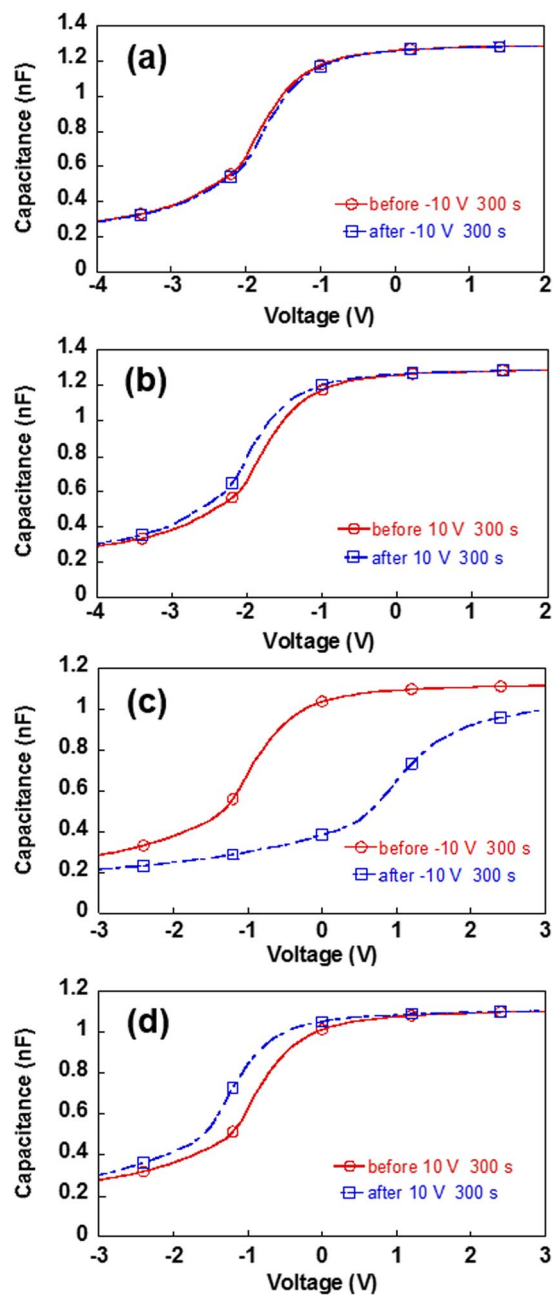 (a)
Capacitance (nF)
1.4
1.2
1
0.8
0.6
0.4
0.2
0
before -10 V 300 s
after -10 V 300 s
-4 -3 -2 -1 0 1 2
Voltage (V)
(b)
Capacitance (nF)
1.4
1.2
1
0.8
0.6
0.4
0.2
0
before 10 V 300 s
after 10 V 300 s
-4 -3 -2 -1 0 1 2
Voltage (V)
(c)
Capacitance (nF)
1.2
1
0.8
0.6
0.4
0.2
0
before -10 V 300 s
after -10 V 300 s
-3 -2 -1 0 1 2 3
Voltage (V)
(d)
Capacitance (nF)
1.2
1
0.8
0.6
0.4
0.2
0
before 10 V 300 s
after 10 V 300 s
-3 -2 -1 0 1 2 3
Voltage (V)